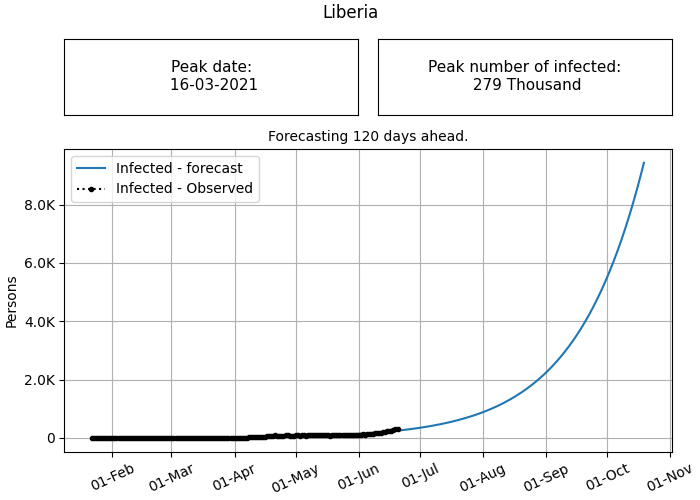 Liberia
Peak date:
16-03-2021
Peak number of infected:
279 Thousand
Forecasting 120 days ahead.
Infected - forecast
Infected - Observed
Persons
8.0K
6.0K
4.0K
2.0K
0
01-Feb
01-Mar
01-Apr
01-May
01-Jun
01-Jul
01-Aug
01-Sep
01-Oct
01-Nov